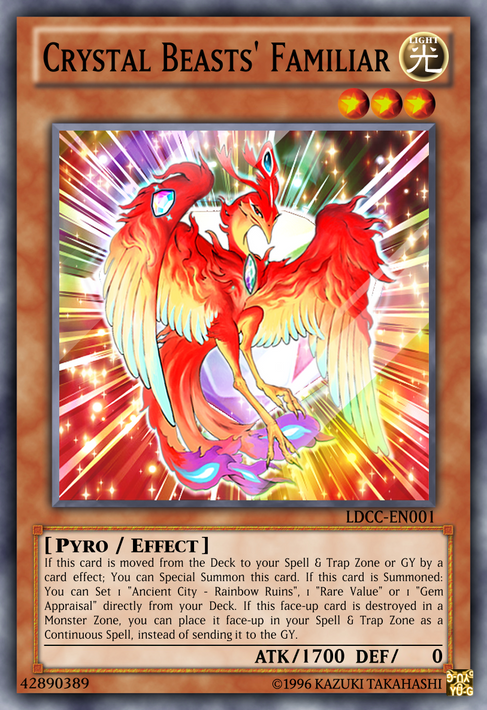 CRYSTAL BEASTS' FAMILIAR
LIGHT
光
LDCC-EN001
[ PYRO / EFFECT ]
If this card is moved from the Deck to your Spell & Trap Zone or GY by a
card effect; You can Special Summon this card. If this card is Summoned:
You can Set 1 "Ancient City - Rainbow Ruins", 1 "Rare Value" or 1 "Gem
Appraisal" directly from your Deck. If this face-up card is destroyed in a
Monster Zone, you can place it face-up in your Spell & Trap Zone as a
Continuous Spell, instead of sending it to the GY.
ATK/1700 DEF/ 0
42890389
©1996 KAZUKI TAKAHASHI